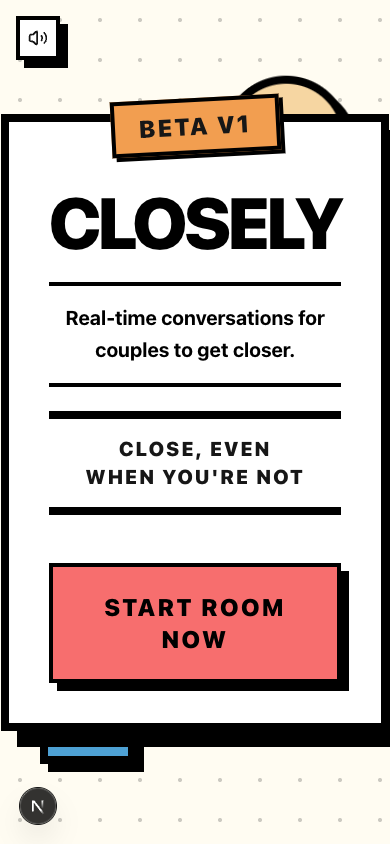 BETA V1
CLOSELY
Real-time conversations for
couples to get closer.
CLOSE, EVEN
WHEN YOU'RE NOT
START ROOM
NOW
N